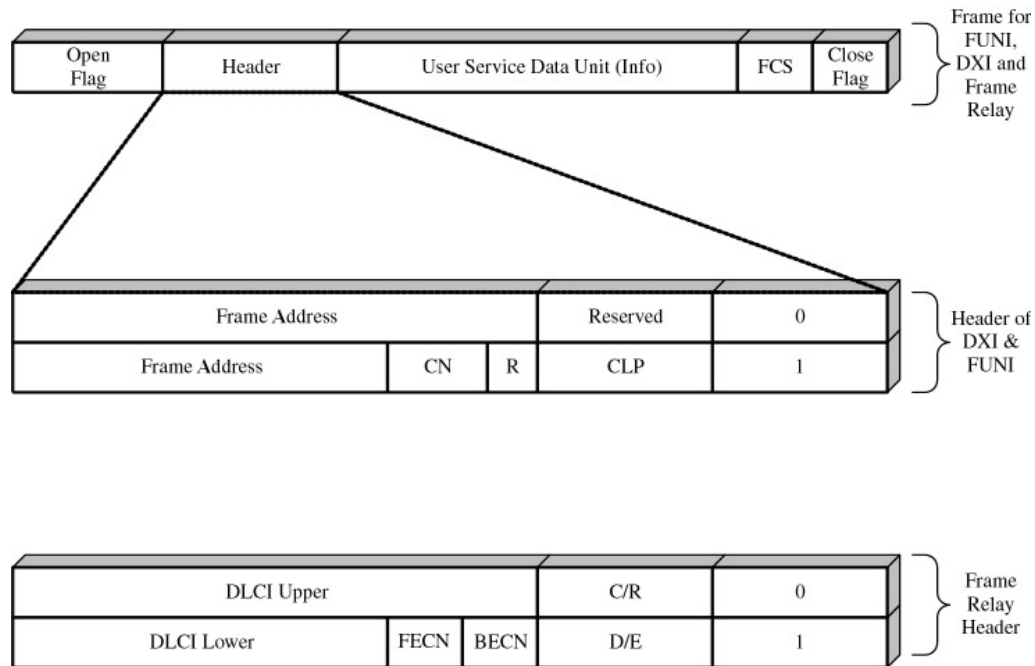 Open
Flag
Header
User Service Data Unit (Info)
FCS
Close
Flag
Frame for
FUNI,
DXI and
Frame
Relay
Frame Address
Reserved
0
Frame Address
CN
R
CLP
1
Header of
DXI &
FUNI
DLCI Upper
C/R
0
DLCI Lower
FECN
BECN
D/E
1
Frame
Relay
Header